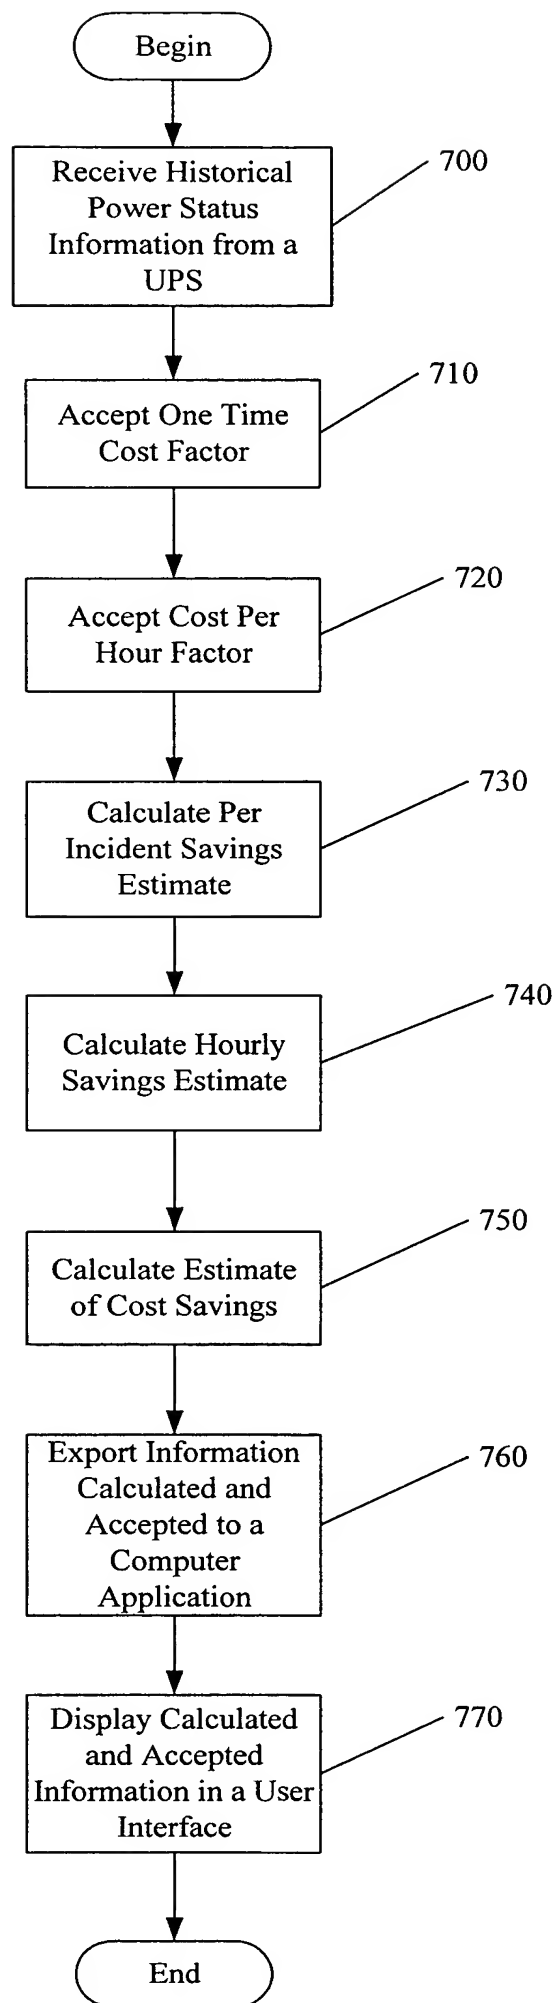 Begin
Receive Historical
Power Status
Information from a
UPS
700
Accept One Time
Cost Factor
710
Accept Cost Per
Hour Factor
720
Calculate Per
Incident Savings
Estimate
730
Calculate Hourly
Savings Estimate
740
Calculate Estimate
of Cost Savings
750
Export Information
Calculated and
Accepted to a
Computer
Application
760
Display Calculated
and Accepted
Information in a User
Interface
770
End